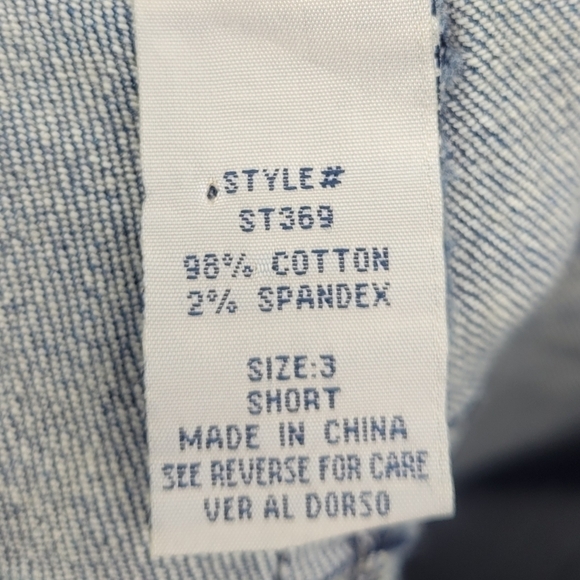 STYLE#
ST369
98% COTTON
2% SPANDEX
SIZE:3
SHORT
MADE IN CHINA
SEE REVERSE FOR CARE
VER AL DORSO